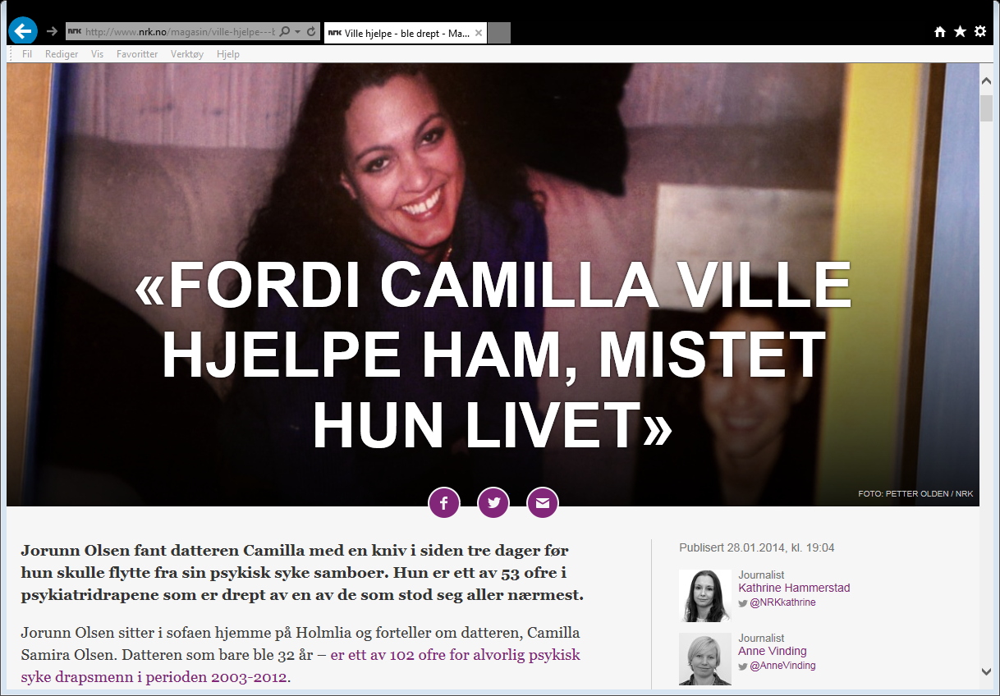 nrk http://www.nrk.no/magasin/ville-hjelpe---b
nrk Ville hjelpe - ble drept - Ma...
Fil Rediger Vis Favoritter Verktøy Hjelp
«FORDI CAMILLA VILLE
HJELPE HAM, MISTET
HUN LIVET»
FOTO: PETTER OLDEN / NRK
Jorunn Olsen fant datteren Camilla med en kniv i siden tre dager før
hun skulle flytte fra sin psykisk syke samboer. Hun er ett av 53 ofre i
psykiatridrapene som er drept av en av de som stod seg aller nærmest.
Jorunn Olsen sitter i sofaen hjemme på Holmlia og forteller om datteren, Camilla
Samira Olsen. Datteren som bare ble 32 år – er ett av 102 ofre for alvorlig psykisk
syke drapsmenn i perioden 2003-2012.
Publisert 28.01.2014, kl. 19:04
Journalist
Kathrine Hammerstad
@NRKkathrine
Journalist
Anne Vinding
@AnneVinding